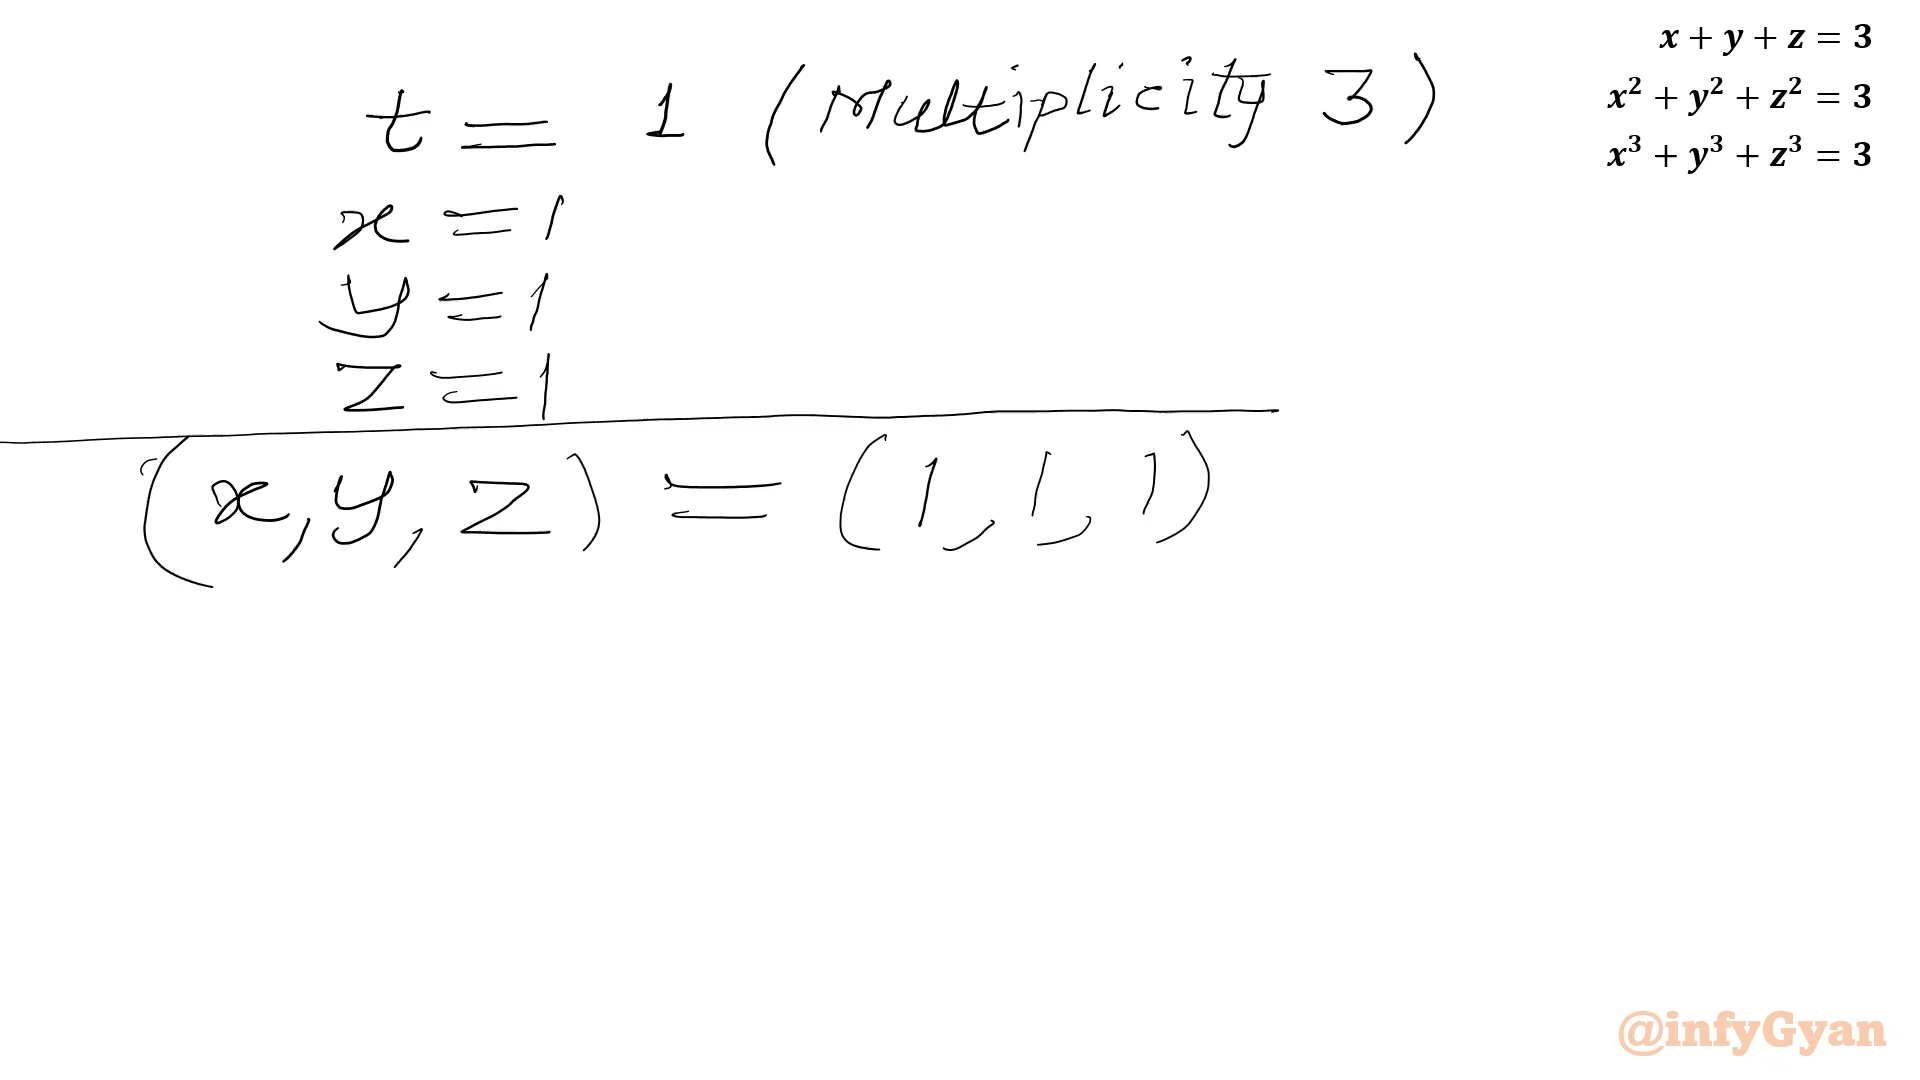 x + y + z = 3
x² + y² + z² = 3
x³ + y³ + z³ = 3
t = 1 (Multiplicity 3)
x = 1
y = 1
z = 1
(x, y, z) = (1, 1, 1)
@infyGyan